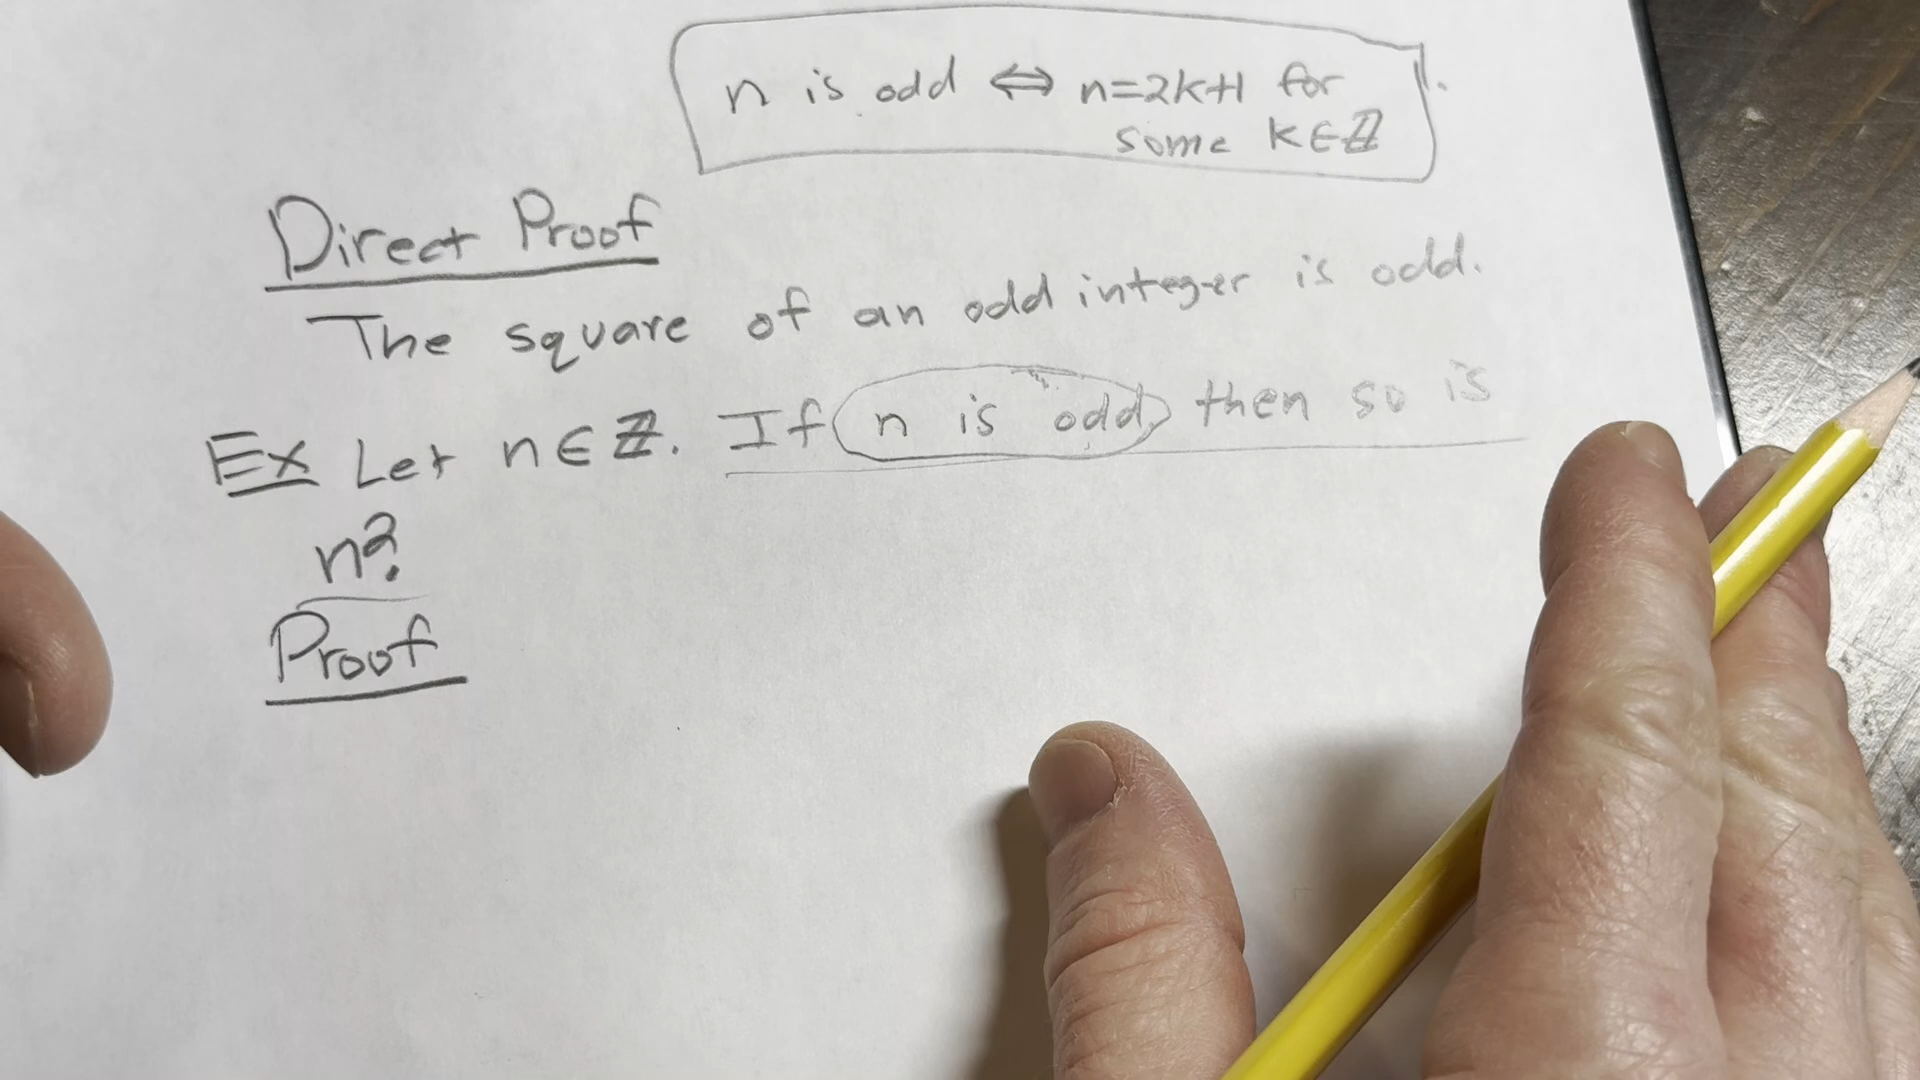 n is odd ⇔ n=2k+1 for
some k∈ℤ
Direct Proof
The square of an odd integer is odd.
Ex Let n∈ℤ. If n is odd, then so is
n².
Proof